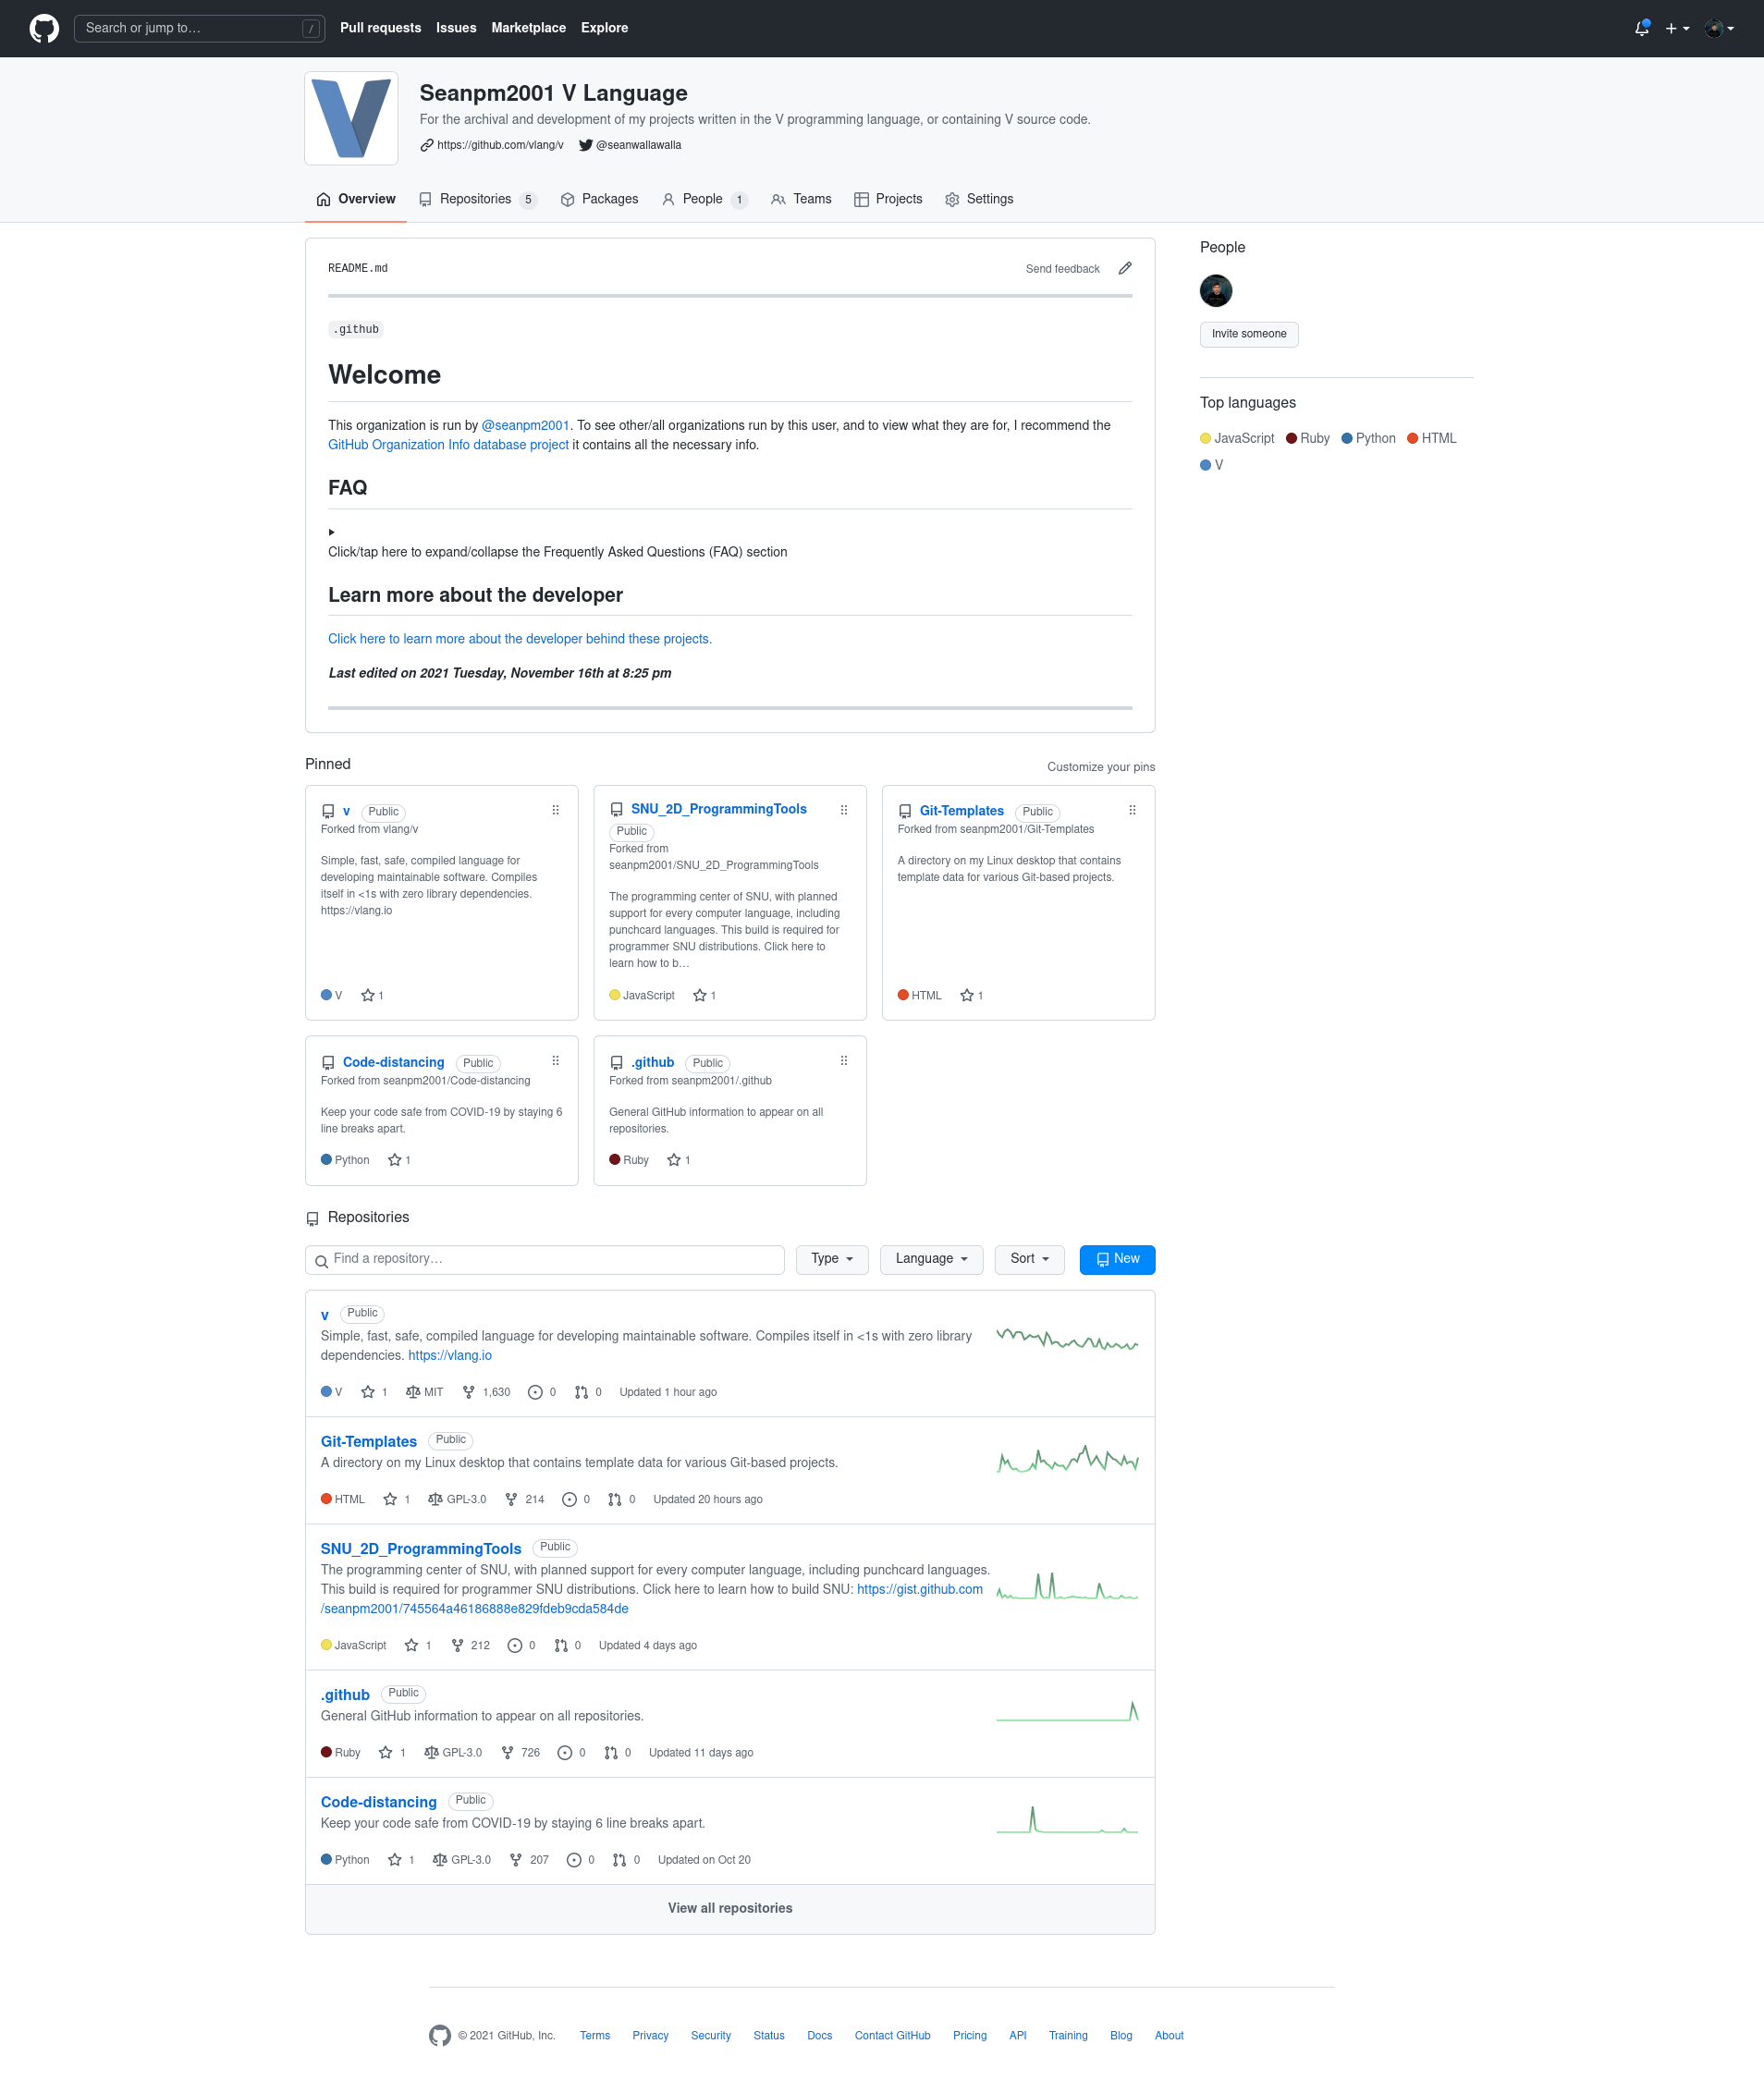 Search or jump to… /
Pull requests Issues Marketplace Explore
Seanpm2001 V Language
For the archival and development of my projects written in the V programming language, or containing V source code.
https://github.com/vlang/v @seanwallawalla
Overview Repositories 5 Packages People 1 Teams Projects Settings
README.md Send feedback
.github
Welcome
This organization is run by @seanpm2001. To see other/all organizations run by this user, and to view what they are for, I recommend the
GitHub Organization Info database project it contains all the necessary info.
FAQ
Click/tap here to expand/collapse the Frequently Asked Questions (FAQ) section
Learn more about the developer
Click here to learn more about the developer behind these projects.
Last edited on 2021 Tuesday, November 16th at 8:25 pm
People
Invite someone
Top languages
JavaScript Ruby Python HTML
V
Pinned Customize your pins
v Public
Forked from vlang/v
Simple, fast, safe, compiled language for
developing maintainable software. Compiles
itself in <1s with zero library dependencies.
https://vlang.io
V 1
SNU_2D_ProgrammingTools
Public
Forked from
seanpm2001/SNU_2D_ProgrammingTools
The programming center of SNU, with planned
support for every computer language, including
punchcard languages. This build is required for
programmer SNU distributions. Click here to
learn how to b…
JavaScript 1
Git-Templates Public
Forked from seanpm2001/Git-Templates
A directory on my Linux desktop that contains
template data for various Git-based projects.
HTML 1
Code-distancing Public
Forked from seanpm2001/Code-distancing
Keep your code safe from COVID-19 by staying 6
line breaks apart.
Python 1
.github Public
Forked from seanpm2001/.github
General GitHub information to appear on all
repositories.
Ruby 1
Repositories
Find a repository… Type Language Sort New
v Public
Simple, fast, safe, compiled language for developing maintainable software. Compiles itself in <1s with zero library
dependencies. https://vlang.io
V 1 MIT 1,630 0 0 Updated 1 hour ago
Git-Templates Public
A directory on my Linux desktop that contains template data for various Git-based projects.
HTML 1 GPL-3.0 214 0 0 Updated 20 hours ago
SNU_2D_ProgrammingTools Public
The programming center of SNU, with planned support for every computer language, including punchcard languages.
This build is required for programmer SNU distributions. Click here to learn how to build SNU: https://gist.github.com
/seanpm2001/745564a46186888e829fdeb9cda584de
JavaScript 1 212 0 0 Updated 4 days ago
.github Public
General GitHub information to appear on all repositories.
Ruby 1 GPL-3.0 726 0 0 Updated 11 days ago
Code-distancing Public
Keep your code safe from COVID-19 by staying 6 line breaks apart.
Python 1 GPL-3.0 207 0 0 Updated on Oct 20
View all repositories
© 2021 GitHub, Inc. Terms Privacy Security Status Docs Contact GitHub Pricing API Training Blog About